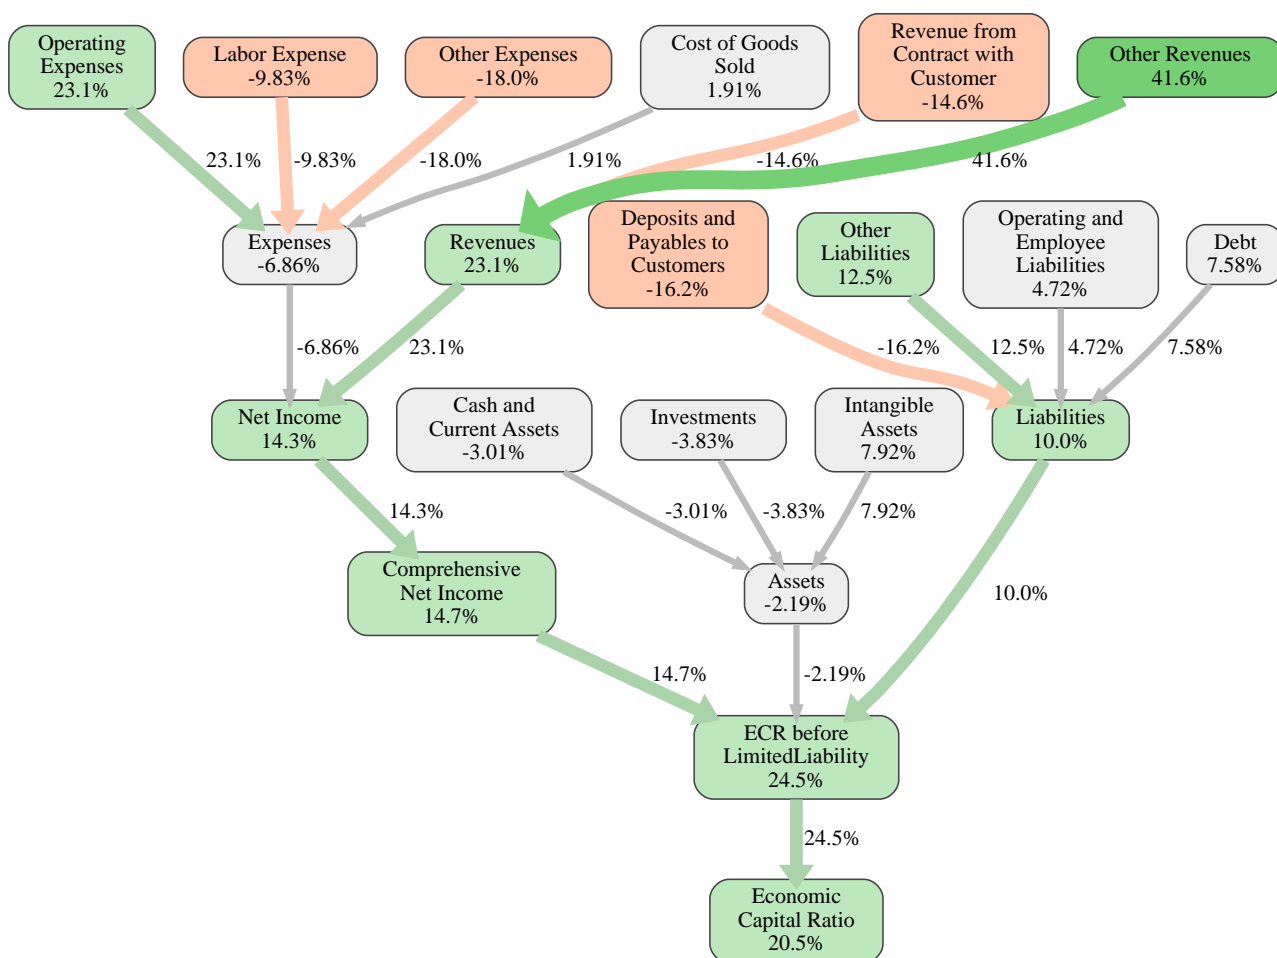 Operating
Expenses
23.1%
Labor Expense
-9.83%
Other Expenses
-18.0%
Cost of Goods
Sold
1.91%
Revenue from
Contract with
Customer
-14.6%
Other Revenues
41.6%
23.1%
-9.83%
-18.0%
1.91%
-14.6%
41.6%
Expenses
-6.86%
Revenues
23.1%
Deposits and
Payables to
Customers
-16.2%
Other
Liabilities
12.5%
Operating and
Employee
Liabilities
4.72%
Debt
7.58%
-6.86%
23.1%
-16.2%
12.5%
4.72%
7.58%
Net Income
14.3%
Cash and
Current Assets
-3.01%
Investments
-3.83%
Intangible
Assets
7.92%
Liabilities
10.0%
14.3%
-3.01%
-3.83%
7.92%
Comprehensive
Net Income
14.7%
Assets
-2.19%
10.0%
14.7%
-2.19%
ECR before
LimitedLiability
24.5%
24.5%
Economic
Capital Ratio
20.5%